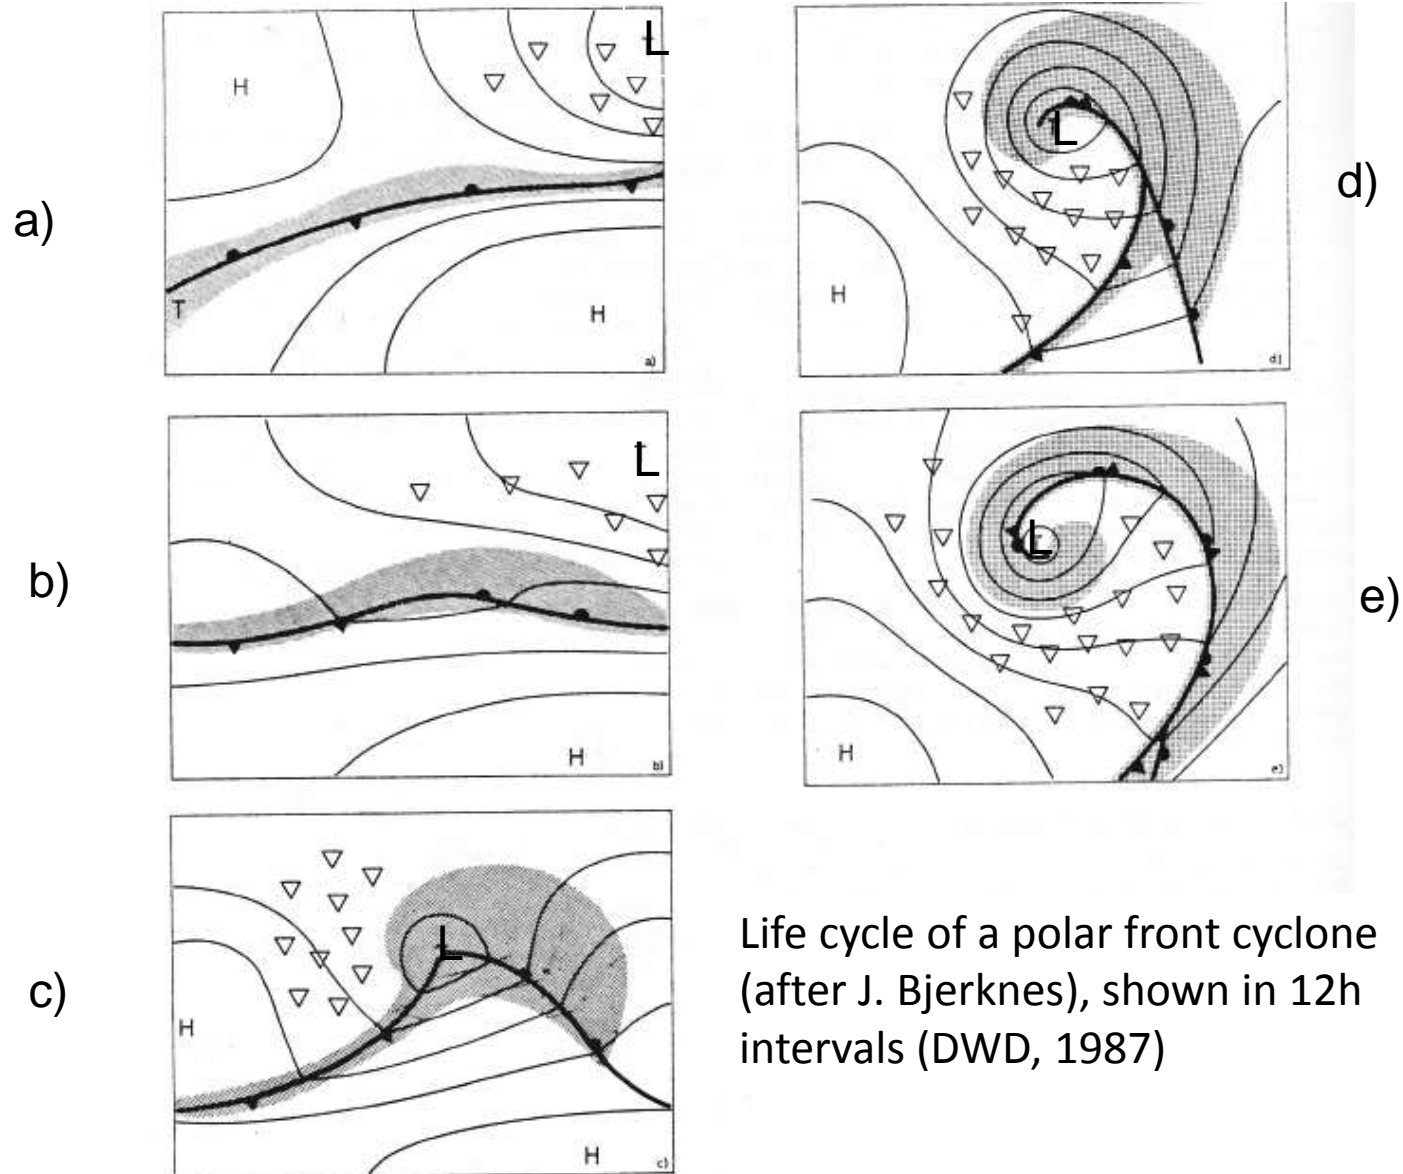 a)
H
L
T
H
a)
b)
L
H
b)
c)
L
H
H
c)
d)
L
H
d)
e)
L
H
e)
Life cycle of a polar front cyclone
(after J. Bjerknes), shown in 12h
intervals (DWD, 1987)